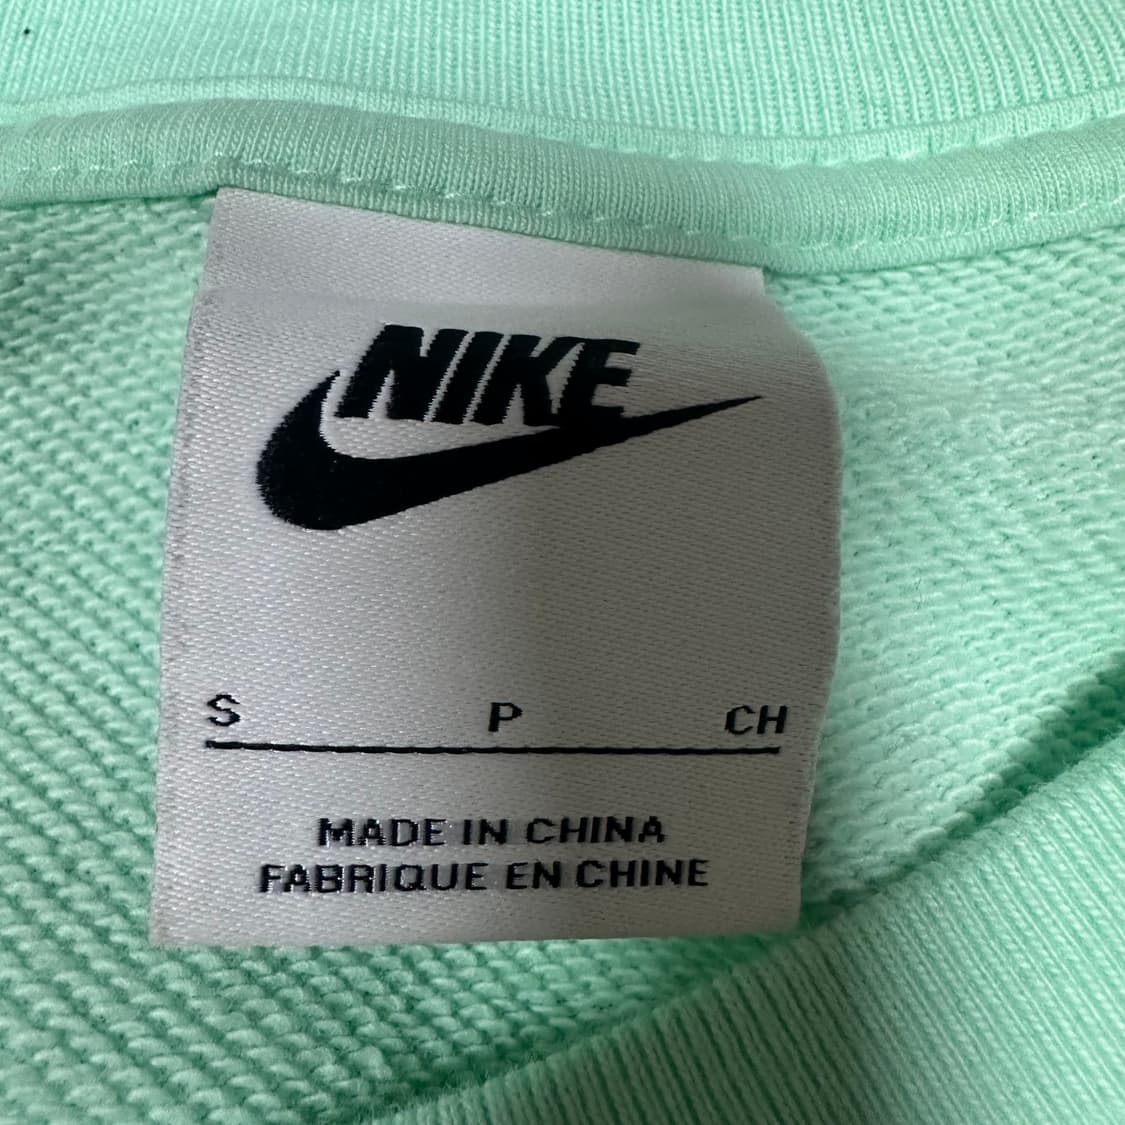 NIKE
S P CH
MADE IN CHINA
FABRIQUE EN CHINE